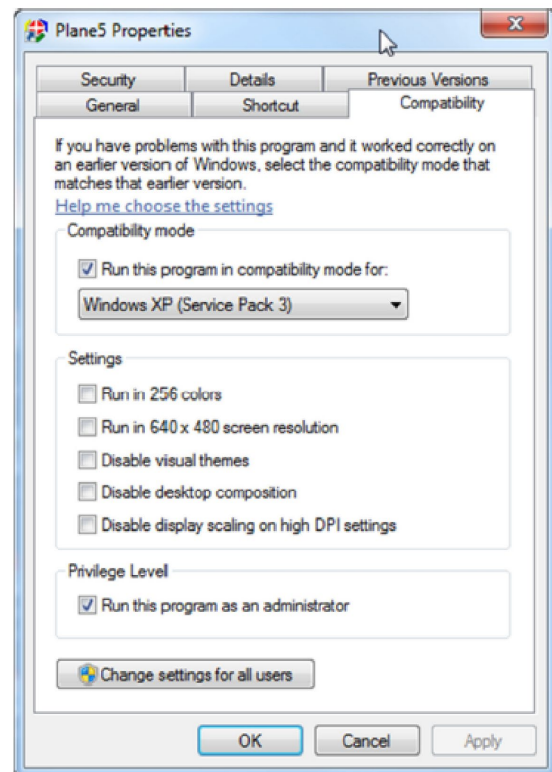 Plane5 Properties
Security
Details
Previous Versions
General
Shortcut
Compatibility
If you have problems with this program and it worked correctly on
an earlier version of Windows, select the compatibility mode that
matches that earlier version.
Help me choose the settings
Compatibility mode
Run this program in compatibility mode for:
Windows XP (Service Pack 3)
Settings
Run in 256 colors
Run in 640 x 480 screen resolution
Disable visual themes
Disable desktop composition
Disable display scaling on high DPI settings
Privilege Level
Run this program as an administrator
Change settings for all users
OK
Cancel
Apply